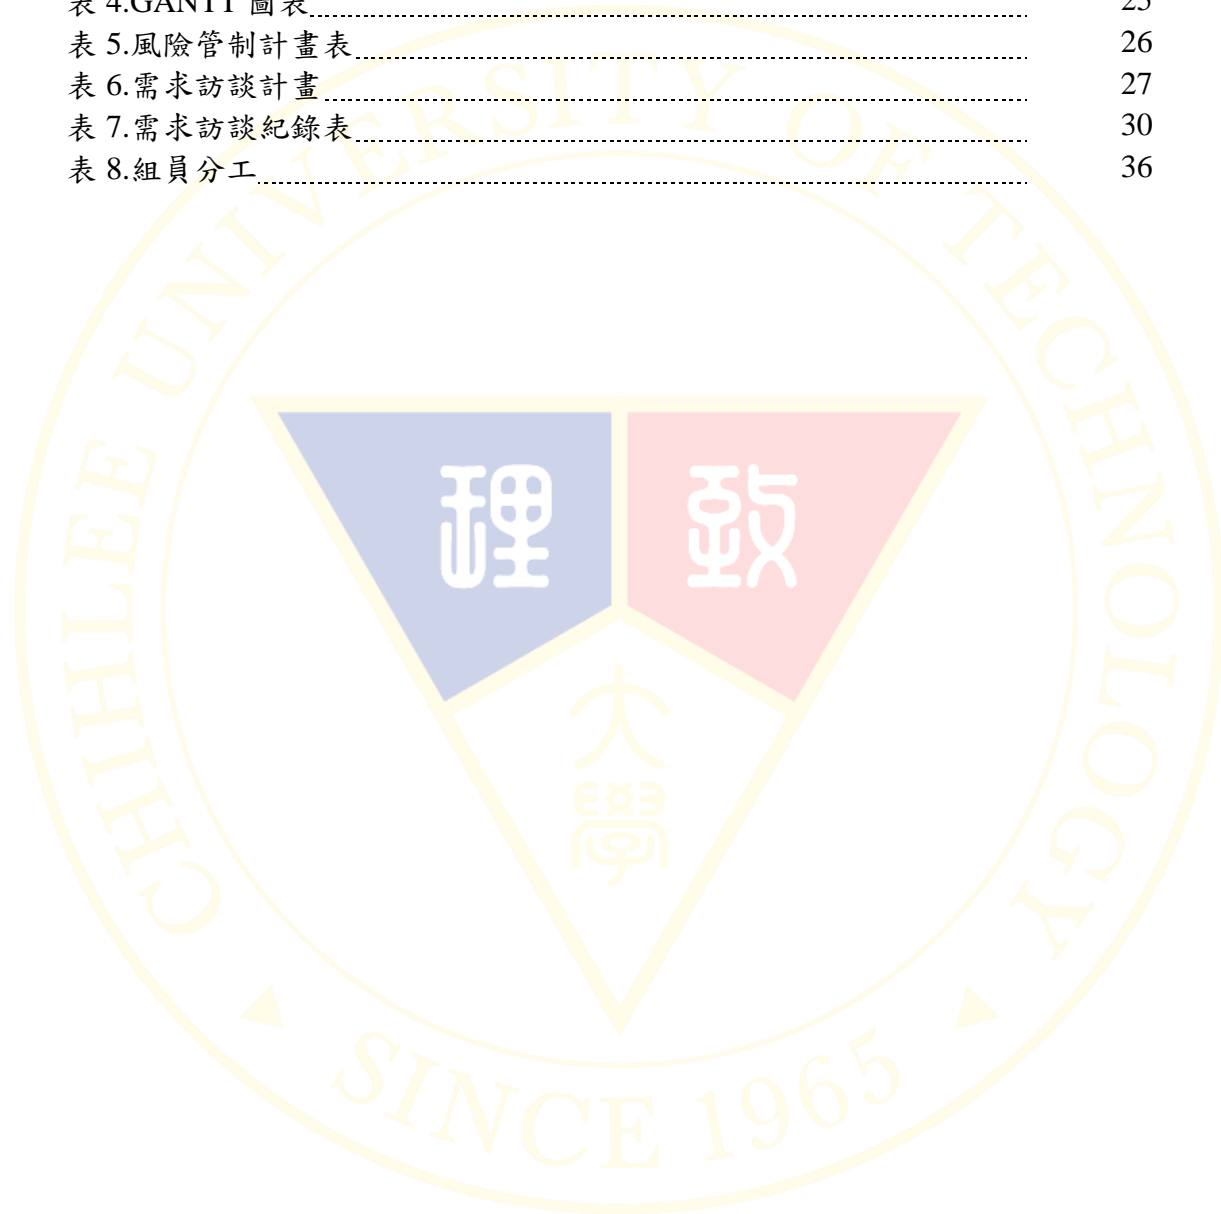 表 4.GANTT 圖表 25
表 5.風險管制計畫表 26
表 6.需求訪談計畫 27
表 7.需求訪談紀錄表 30
表 8.組員分工 36
CHIHLEE UNIVERSITY OF TECHNOLOGY
理 致
大
學
SINCE 1965